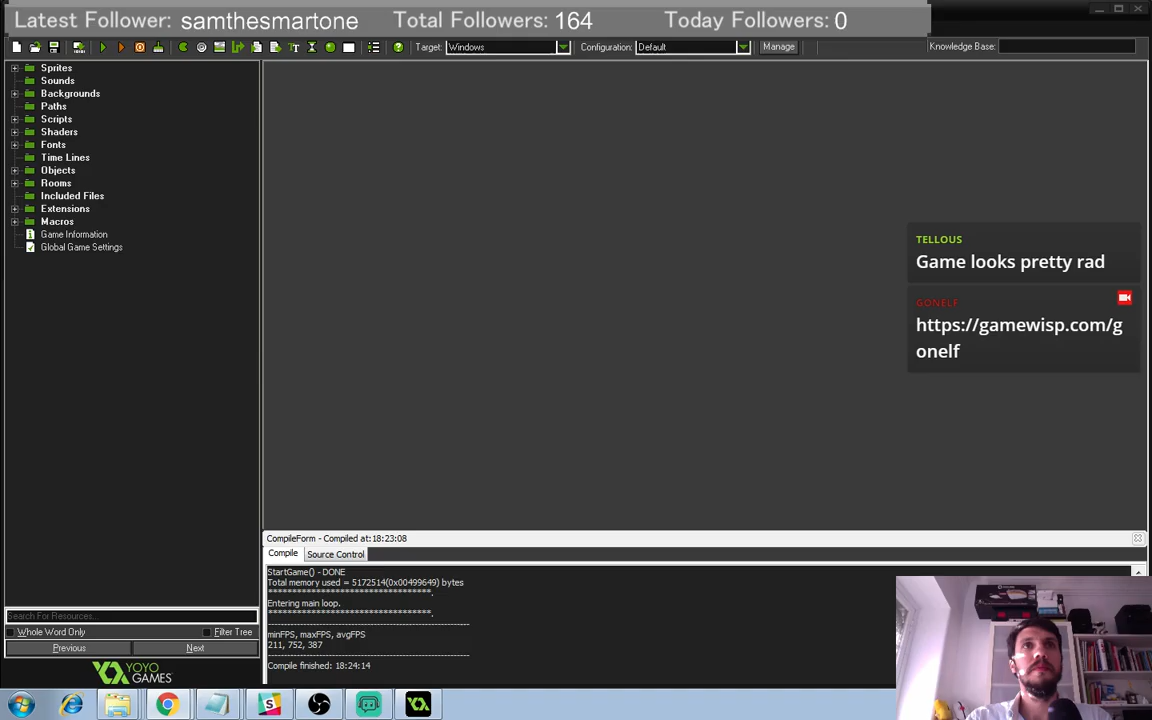 Latest Follower: samthesmartone Total Followers: 164 Today Followers: 0
Target: Windows Configuration: Default Manage Knowledge Base:
Sprites
Sounds
Backgrounds
Paths
Scripts
Shaders
Fonts
Time Lines
Objects
Rooms
Included Files
Extensions
Macros
Game Information
Global Game Settings
TELLOUS
Game looks pretty rad
GONELF
https://gamewisp.com/g
onelf
CompileForm - Compiled at:18:23:08
Compile Source Control
StartGame() - DONE
Total memory used = 5172514(0x00499649) bytes
Entering main loop.
minFPS, maxFPS, avgFPS
211, 752, 387
Compile finished: 18:24:14
Search For Resources...
Whole Word Only Filter Tree
Previous Next
YOYO
GAMES